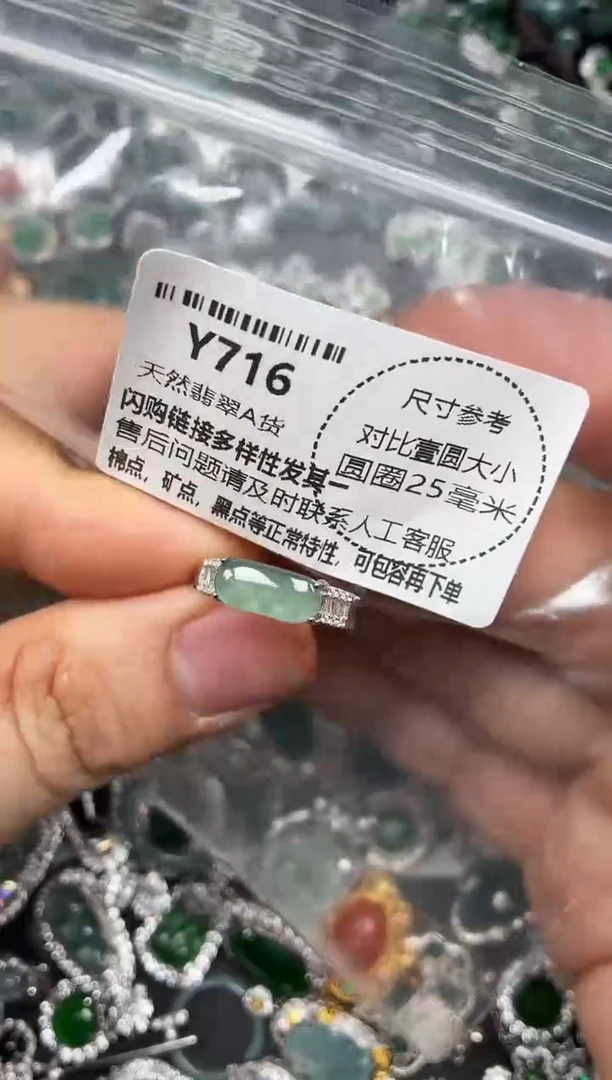 Y716
天然翡翠A货
闪购链接多样性发其一
售后问题请及时联系人工客服
棉点，矿点，黑点等正常特性，可包容再下单
尺寸参考
对比壹圆大小
圆圈25毫米